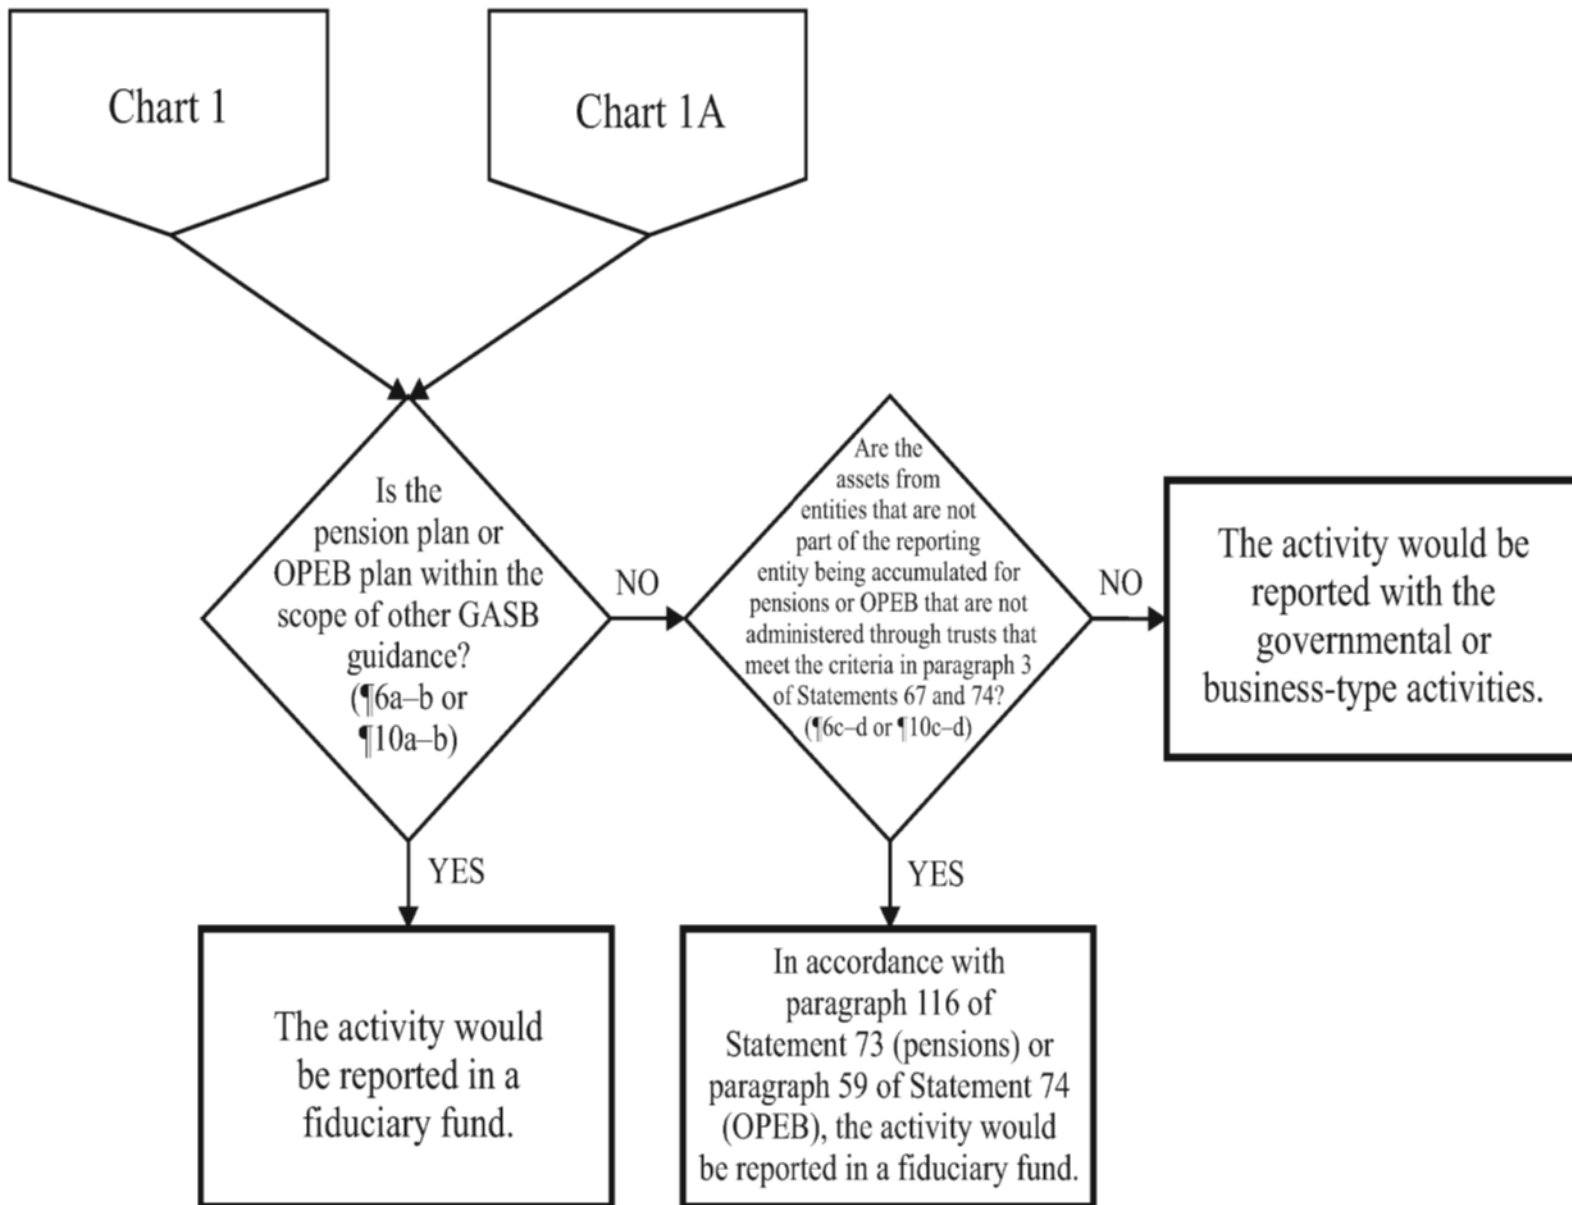 Chart 1
Chart 1A
Is the
pension plan or
OPEB plan within the
scope of other GASB
guidance?
(¶6a–b or
¶10a–b)
NO
YES
Are the
assets from
entities that are not
part of the reporting
entity being accumulated for
pensions or OPEB that are not
administered through trusts that
meet the criteria in paragraph 3
of Statements 67 and 74?
(¶6c–d or ¶10c–d)
NO
YES
The activity would be
reported with the
governmental or
business-type activities.
The activity would
be reported in a
fiduciary fund.
In accordance with
paragraph 116 of
Statement 73 (pensions) or
paragraph 59 of Statement 74
(OPEB), the activity would
be reported in a fiduciary fund.